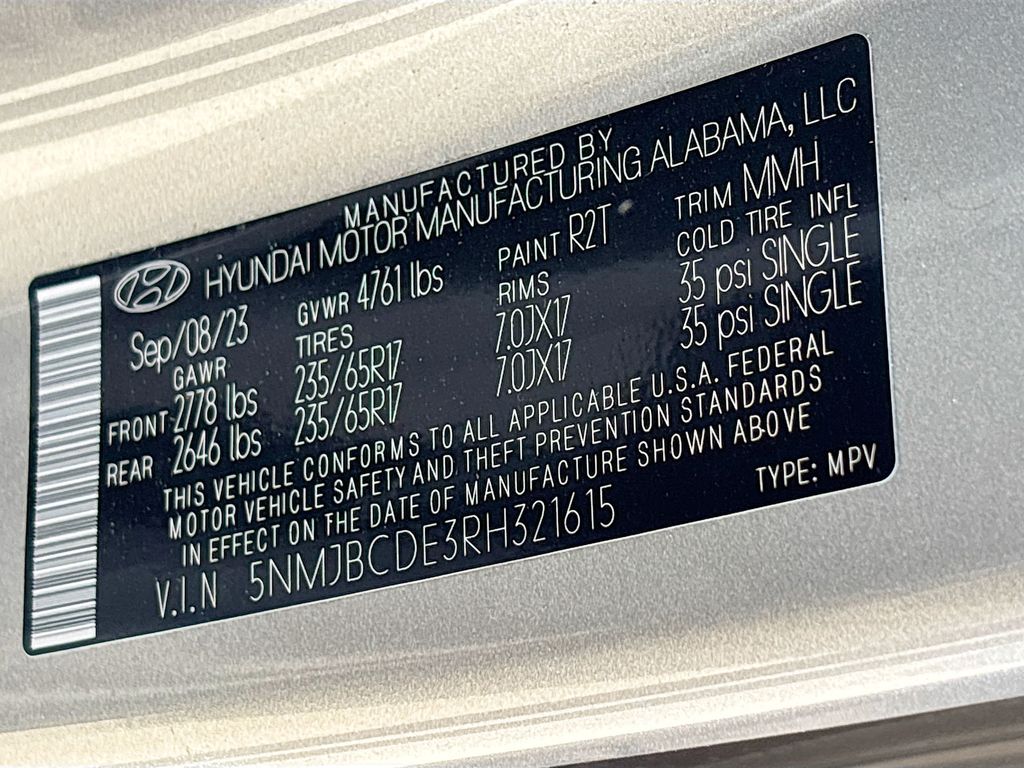 MANUFACTURED BY
HYUNDAI MOTOR MANUFACTURING ALABAMA, LLC
Sep/08/23 GVWR 4761 lbs PAINT R2T TRIM MMH
GAWR TIRES RIMS COLD TIRE INFL
FRONT 2778 lbs 235/65R17 7.0JX17 35 psi SINGLE
REAR 2646 lbs 235/65R17 7.0JX17 35 psi SINGLE
THIS VEHICLE CONFORMS TO ALL APPLICABLE U.S.A. FEDERAL
MOTOR VEHICLE SAFETY AND THEFT PREVENTION STANDARDS
IN EFFECT ON THE DATE OF MANUFACTURE SHOWN ABOVE
V.I.N 5NMJBCDE3RH321615 TYPE: MPV